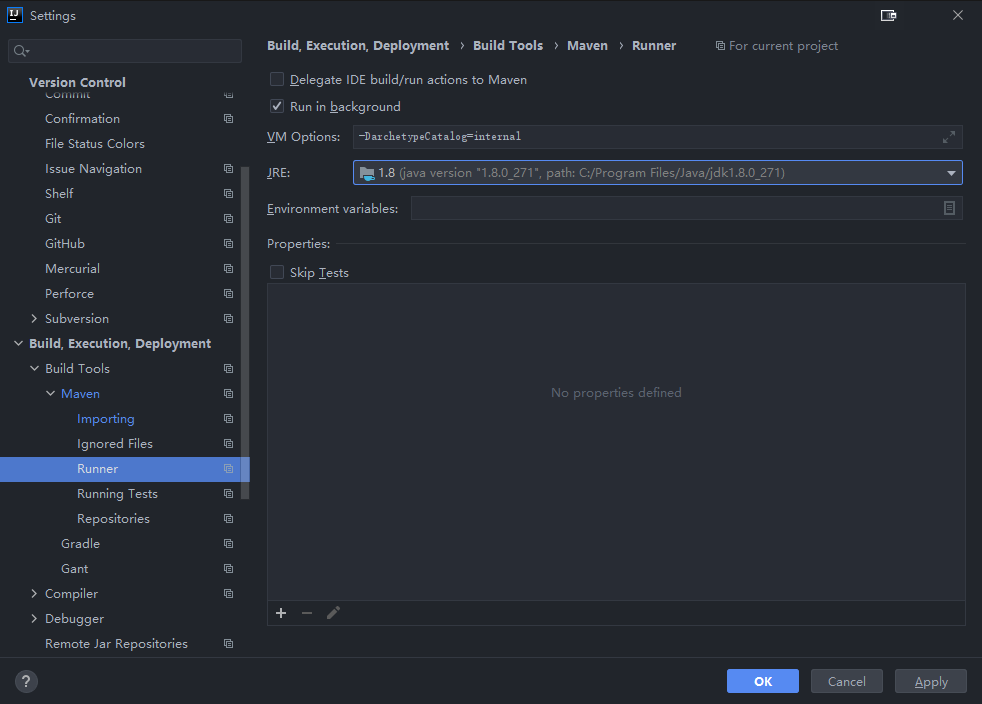 IJ Settings
Build, Execution, Deployment › Build Tools › Maven › Runner For current project
Version Control
Commit
Confirmation
File Status Colors
Issue Navigation
Shelf
Git
GitHub
Mercurial
Perforce
Subversion
Build, Execution, Deployment
Build Tools
Maven
Importing
Ignored Files
Runner
Running Tests
Repositories
Gradle
Gant
Compiler
Debugger
Remote Jar Repositories
Delegate IDE build/run actions to Maven
Run in background
VM Options: -DarchetypeCatalog=internal
JRE: 1.8 (java version "1.8.0_271", path: C:/Program Files/Java/jdk1.8.0_271)
Environment variables:
Properties:
Skip Tests
No properties defined
? OK Cancel Apply